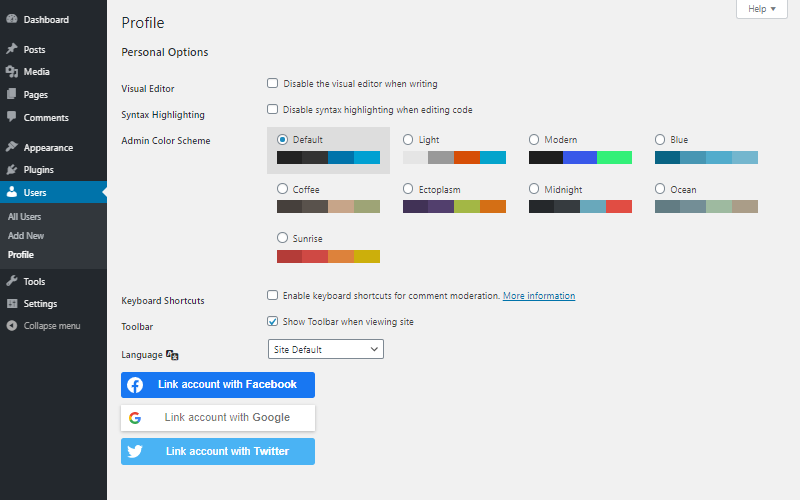 Dashboard
Posts
Media
Pages
Comments
Appearance
Plugins
Users
All Users
Add New
Profile
Tools
Settings
Collapse menu
Help
Profile
Personal Options
Visual Editor
Disable the visual editor when writing
Syntax Highlighting
Disable syntax highlighting when editing code
Admin Color Scheme
Default
Light
Modern
Blue
Coffee
Ectoplasm
Midnight
Ocean
Sunrise
Keyboard Shortcuts
Enable keyboard shortcuts for comment moderation. More information
Toolbar
Show Toolbar when viewing site
Language
Site Default
Link account with Facebook
Link account with Google
Link account with Twitter